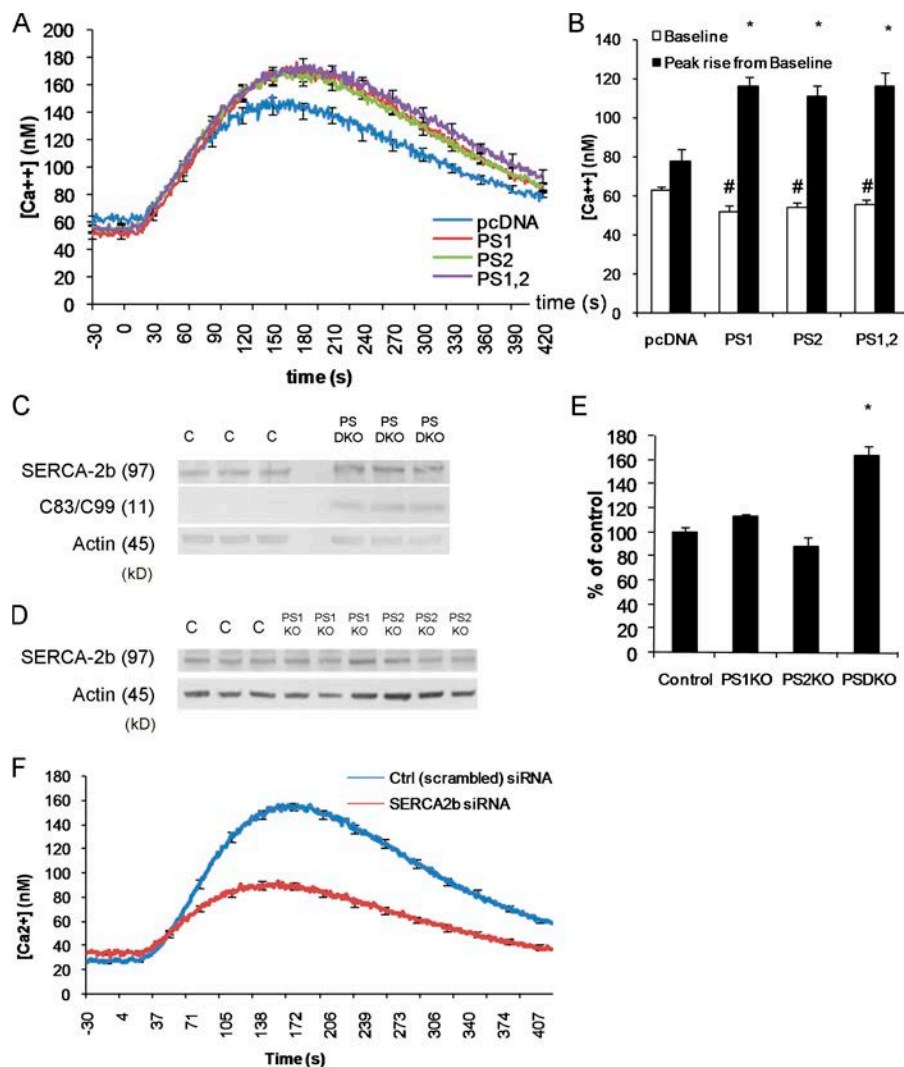 A
200
180
160
140
120
100
80
60
40
20
0
[Ca++] (nM)
-30 0 30 60 90 120 150 180 210 240 270 300 330 360 390 420
time (s)
time (s)
pcDNA
PS1
PS2
PS1,2
B
* * *
Baseline
Peak rise from Baseline
140
120
100
80
60
40
20
0
[Ca++] (nM)
# # #
pcDNA PS1 PS2 PS1,2
C
C C C PS DKO PS DKO PS DKO
SERCA-2b (97)
C83/C99 (11)
Actin (45)
(kD)
D
C C C PS1 KO PS1 KO PS1 KO PS2 KO PS2 KO PS2 KO
SERCA-2b (97)
Actin (45)
(kD)
E
*
180
160
140
120
100
80
60
40
20
0
% of control
Control PS1KO PS2KO PSDKO
F
180
160
140
120
100
80
60
40
20
0
[Ca2+] (nM)
Ctrl (scrambled) siRNA
SERCA2b siRNA
-30 4 37 71 105 138 172 206 239 273 306 340 374 407
Time (s)